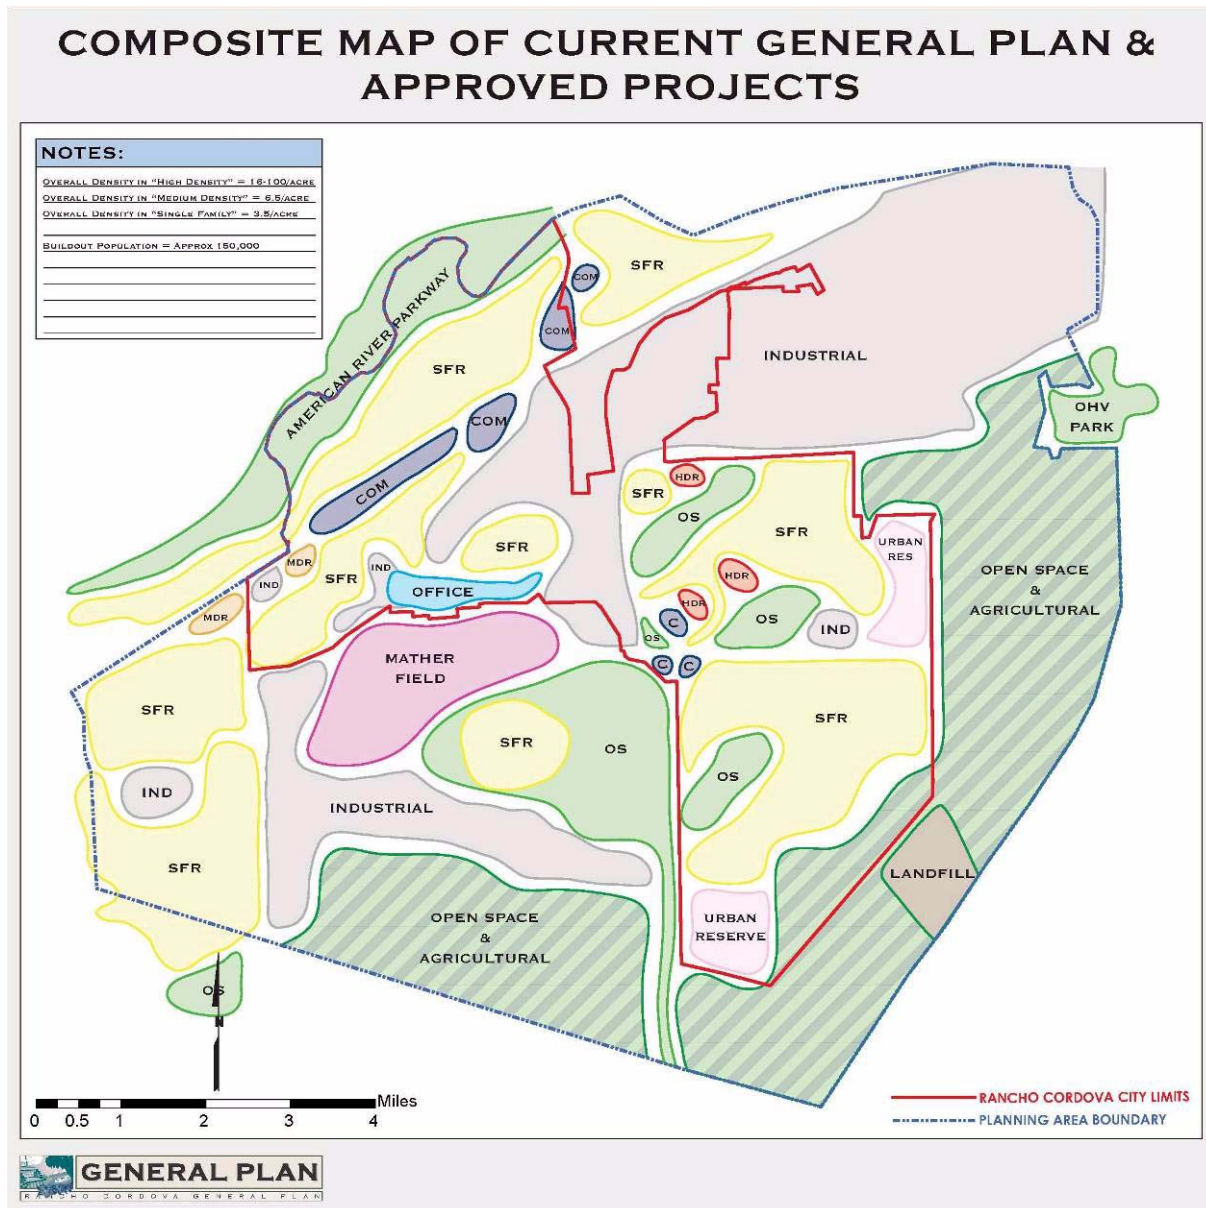 COMPOSITE MAP OF CURRENT GENERAL PLAN &
APPROVED PROJECTS
NOTES:
OVERALL DENSITY IN "HIGH DENSITY" = 16-100/ACRE
OVERALL DENSITY IN "MEDIUM DENSITY" = 6.5/ACRE
OVERALL DENSITY IN "SINGLE FAMILY" = 3.5/ACRE
BUILDOUT POPULATION = APPROX 150,000
AMERICAN RIVER PARKWAY
SFR
COM
COM
INDUSTRIAL
SFR
OHV
PARK
COM
COM
HDR
SFR
OS
SFR
URBAN
RES
SFR
MDR
IND
IND
SFR
OFFICE
HDR
HDR
OPEN SPACE
&
AGRICULTURAL
MDR
C
OS
OS
IND
MATHER
FIELD
C
C
SFR
SFR
SFR
OS
OS
IND
INDUSTRIAL
SFR
LANDFILL
OPEN SPACE
&
AGRICULTURAL
URBAN
RESERVE
OS
N
Miles
0 0.5 1 2 3 4
RANCHO CORDOVA CITY LIMITS
PLANNING AREA BOUNDARY
GENERAL PLAN
RANCHO CORDOVA GENERAL PLAN